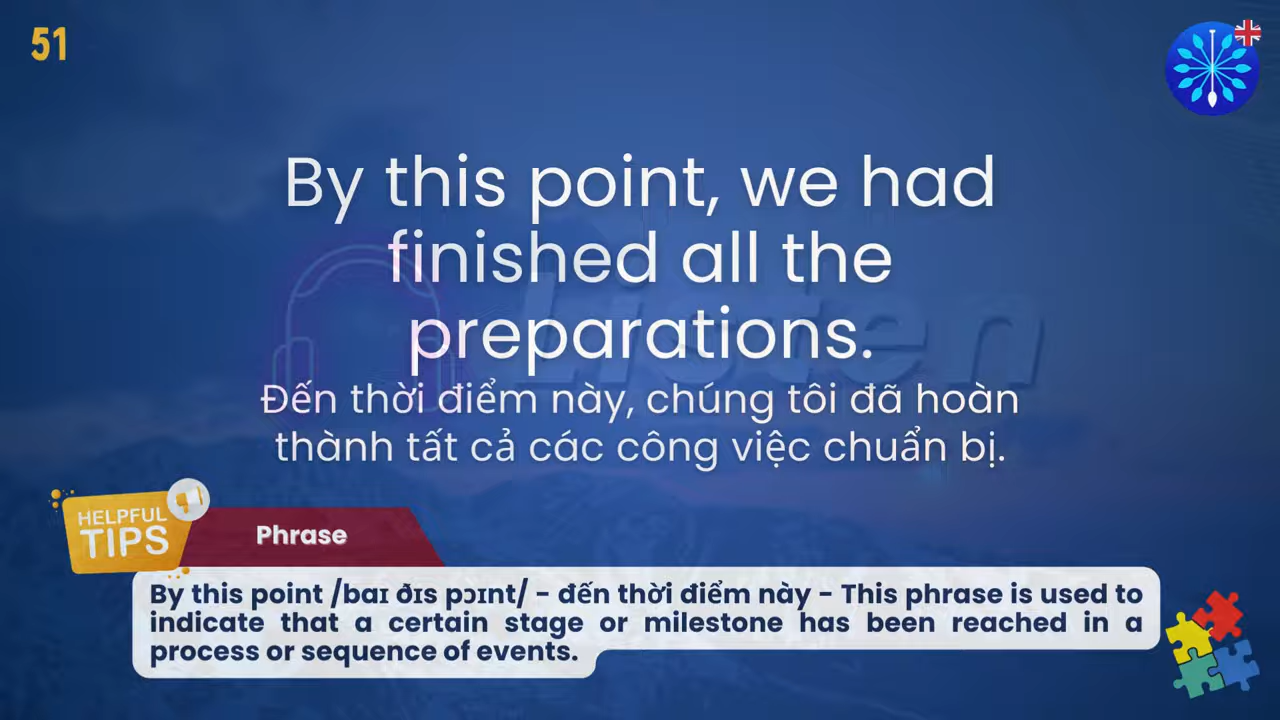 51
By this point, we had
finished all the
preparations.
Listen
Đến thời điểm này, chúng tôi đã hoàn
thành tất cả các công việc chuẩn bị.
HELPFUL
TIPS
Phrase
By this point /baɪ ðɪs pɔɪnt/ - đến thời điểm này - This phrase is used to
indicate that a certain stage or milestone has been reached in a
process or sequence of events.